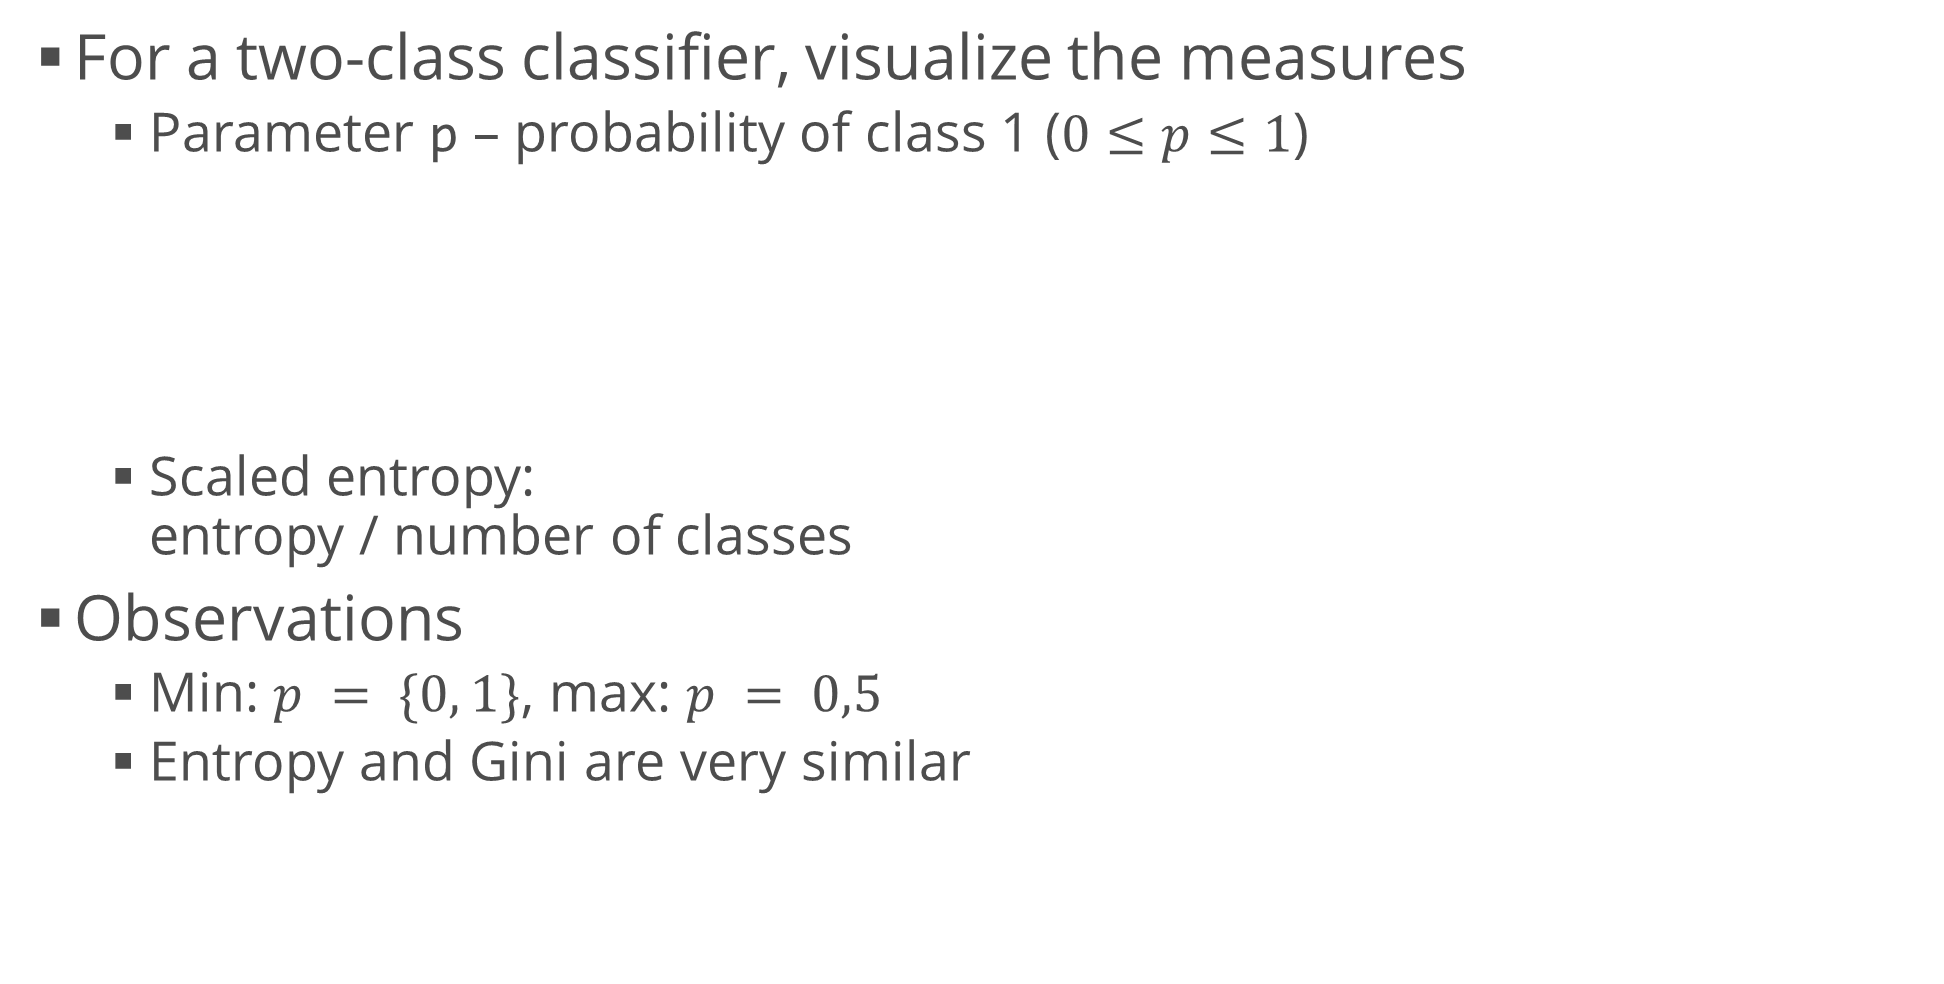 ▪ For a two-class classifier, visualize the measures
▪ Parameter p – probability of class 1 (0 ≤ p ≤ 1)
▪ Scaled entropy:
entropy / number of classes
▪ Observations
▪ Min: p = {0, 1}, max: p = 0,5
▪ Entropy and Gini are very similar